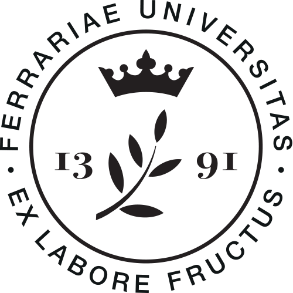 FERRARIAE UNIVERSITAS
13 91
EX LABORE FRUCTUS